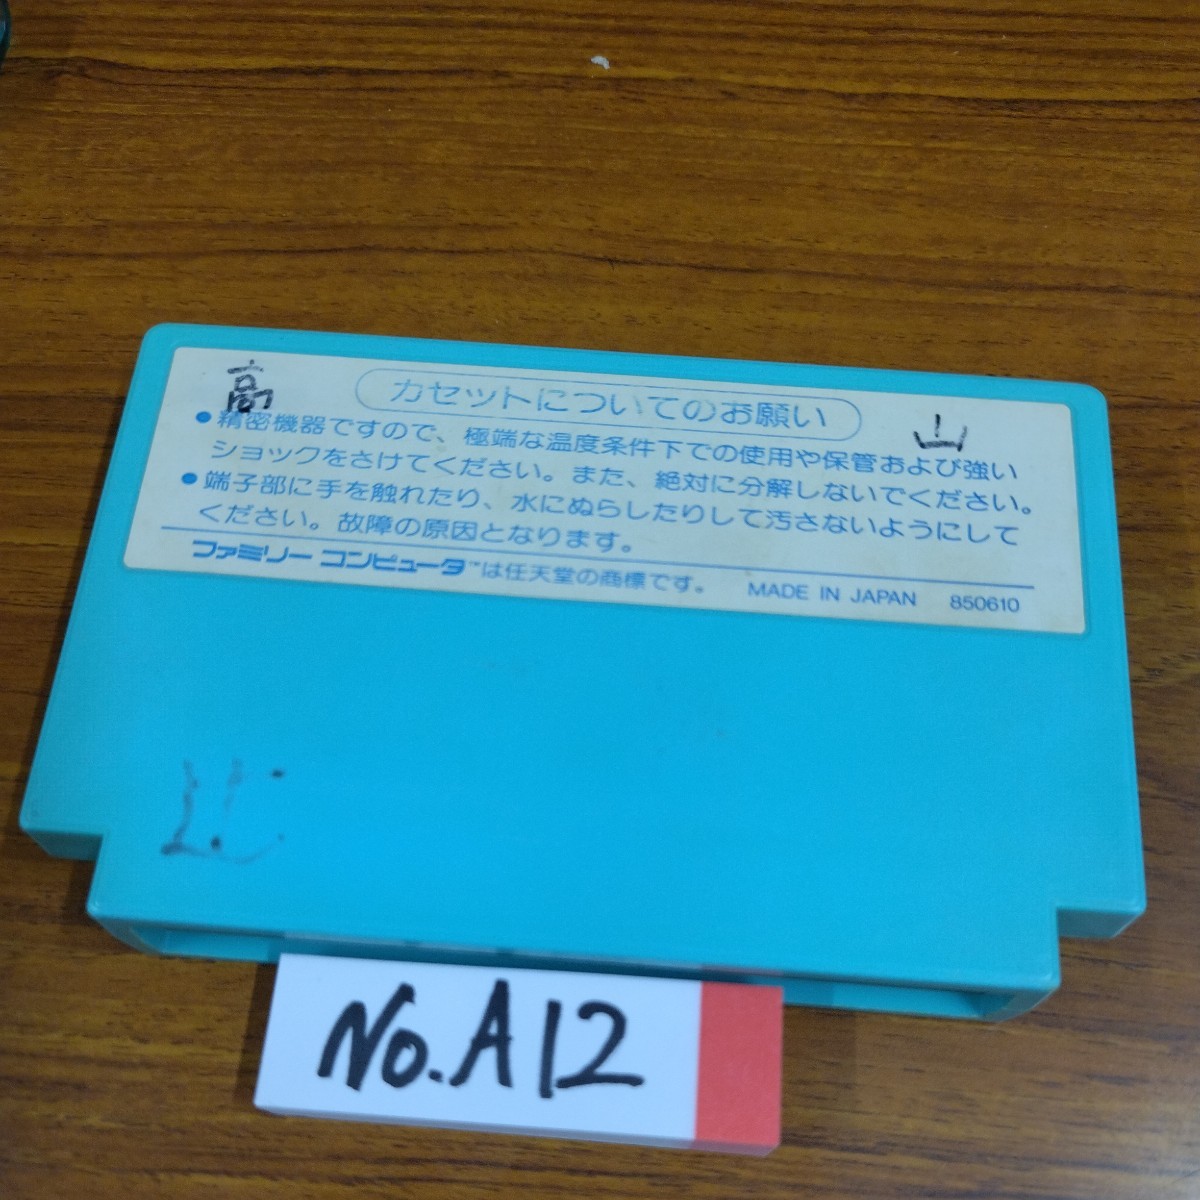 高
カセットについてのお願い
山
●精密機器ですので、極端な温度条件下での使用や保管および強い
ショックをさけてください。また、絶対に分解しないでください。
●端子部に手を触れたり、水にぬらしたりして汚さないようにして
ください。故障の原因となります。
ファミリー コンピュータ™は任天堂の商標です。 MADE IN JAPAN 850610
No.A12